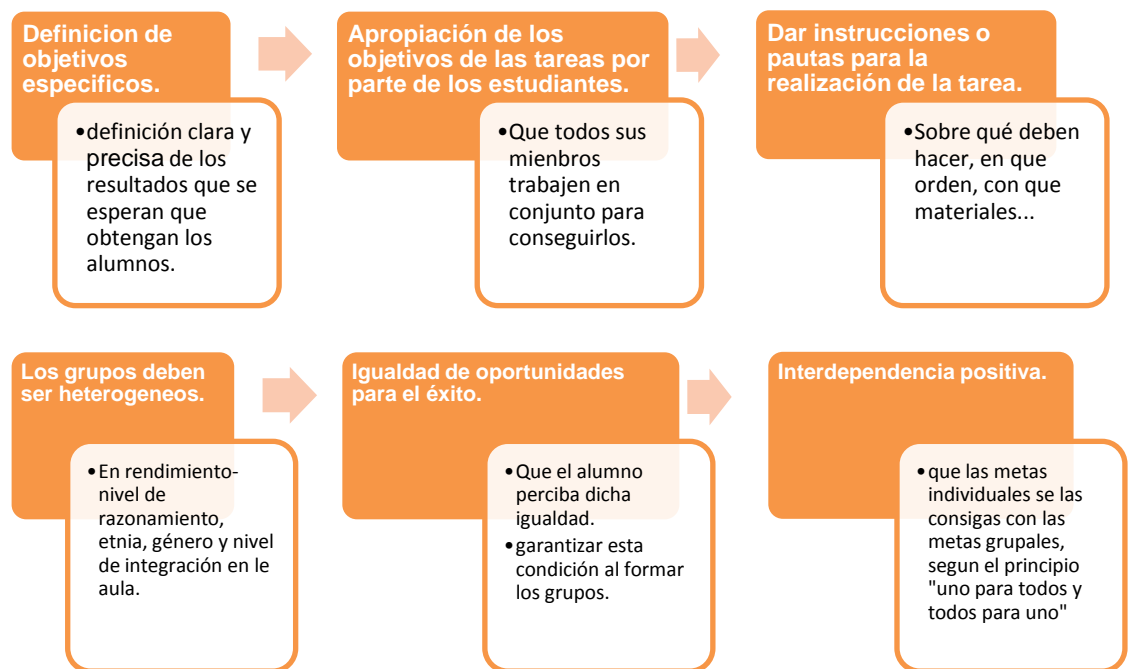 Definicion de
objetivos
especificos.
•definición clara y
precisa de los
resultados que se
esperan que
obtengan los
alumnos.
Apropiación de los
objetivos de las tareas por
parte de los estudiantes.
•Que todos sus
mienbros
trabajen en
conjunto para
conseguirlos.
Dar instrucciones o
pautas para la
realización de la tarea.
•Sobre qué deben
hacer, en que
orden, con que
materiales...
Los grupos deben
ser heterogeneos.
•En rendimiento-
nivel de
razonamiento,
etnia, género y nivel
de integración en le
aula.
Igualdad de oportunidades
para el éxito.
•Que el alumno
perciba dicha
igualdad.
•garantizar esta
condición al formar
los grupos.
Interdependencia positiva.
•que las metas
individuales se las
consigas con las
metas grupales,
segun el principio
"uno para todos y
todos para uno"